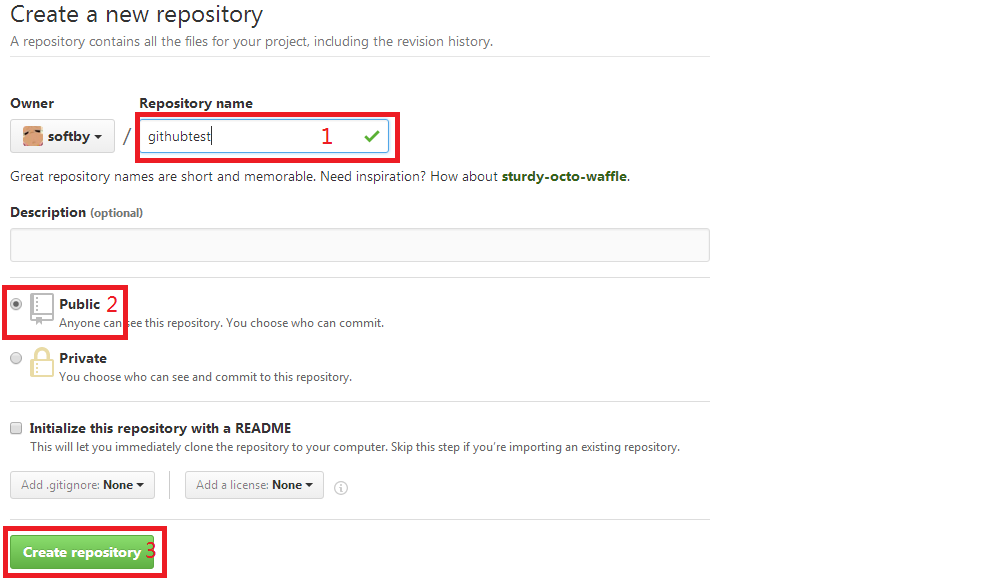 Create a new repository
A repository contains all the files for your project, including the revision history.
Owner Repository name
softby / githubtest 1
Great repository names are short and memorable. Need inspiration? How about sturdy-octo-waffle.
Description (optional)
Public 2
Anyone can see this repository. You choose who can commit.
Private
You choose who can see and commit to this repository.
Initialize this repository with a README
This will let you immediately clone the repository to your computer. Skip this step if you're importing an existing repository.
Add .gitignore: None Add a license: None
Create repository 3